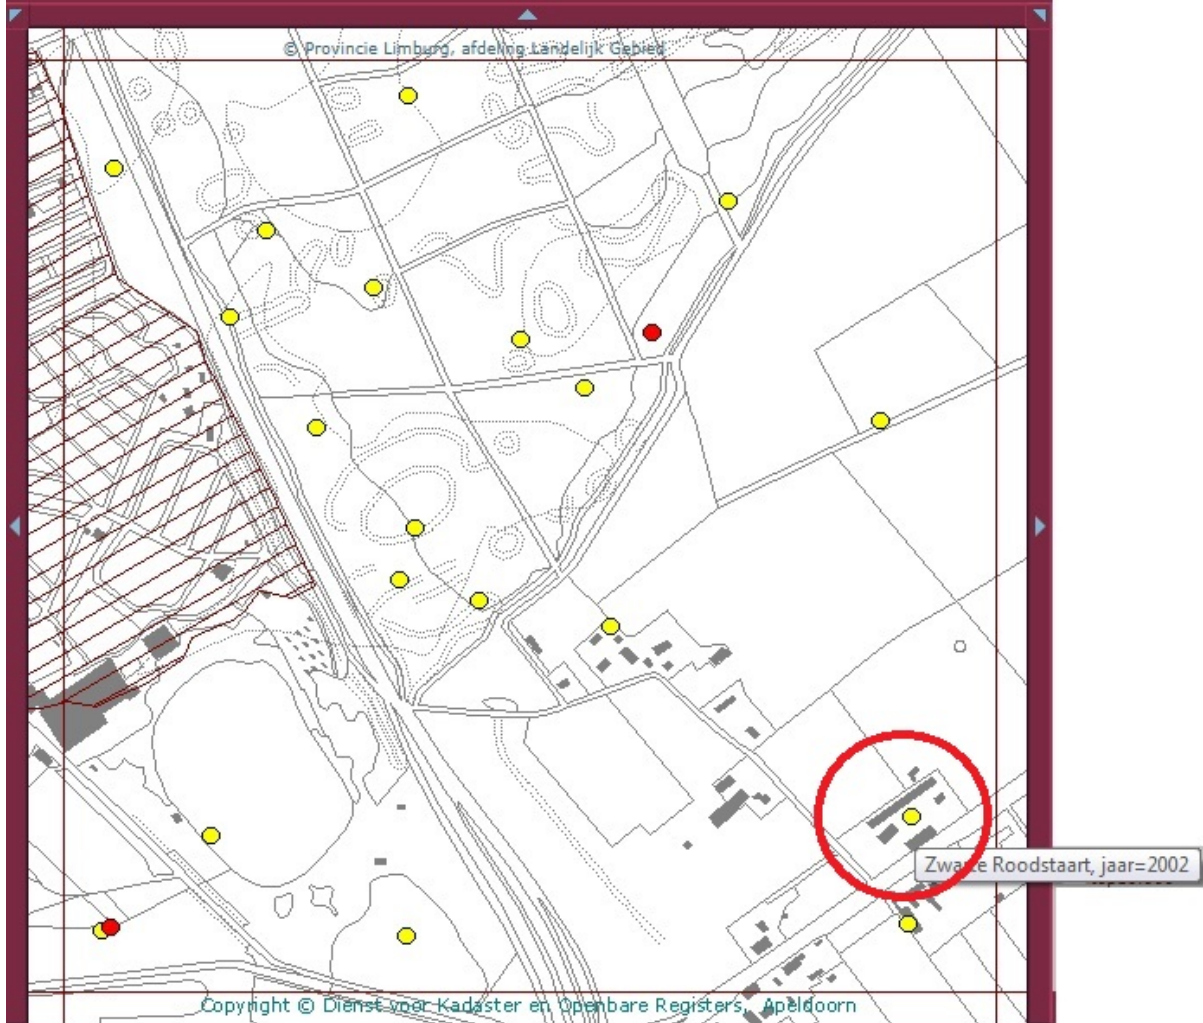 © Provincie Limburg, afdeling Landelijk Gebied
Zwarte Roodstaart, jaar=2002
Copyright © Dienst voor Kadaster en Openbare Registers, Apeldoorn